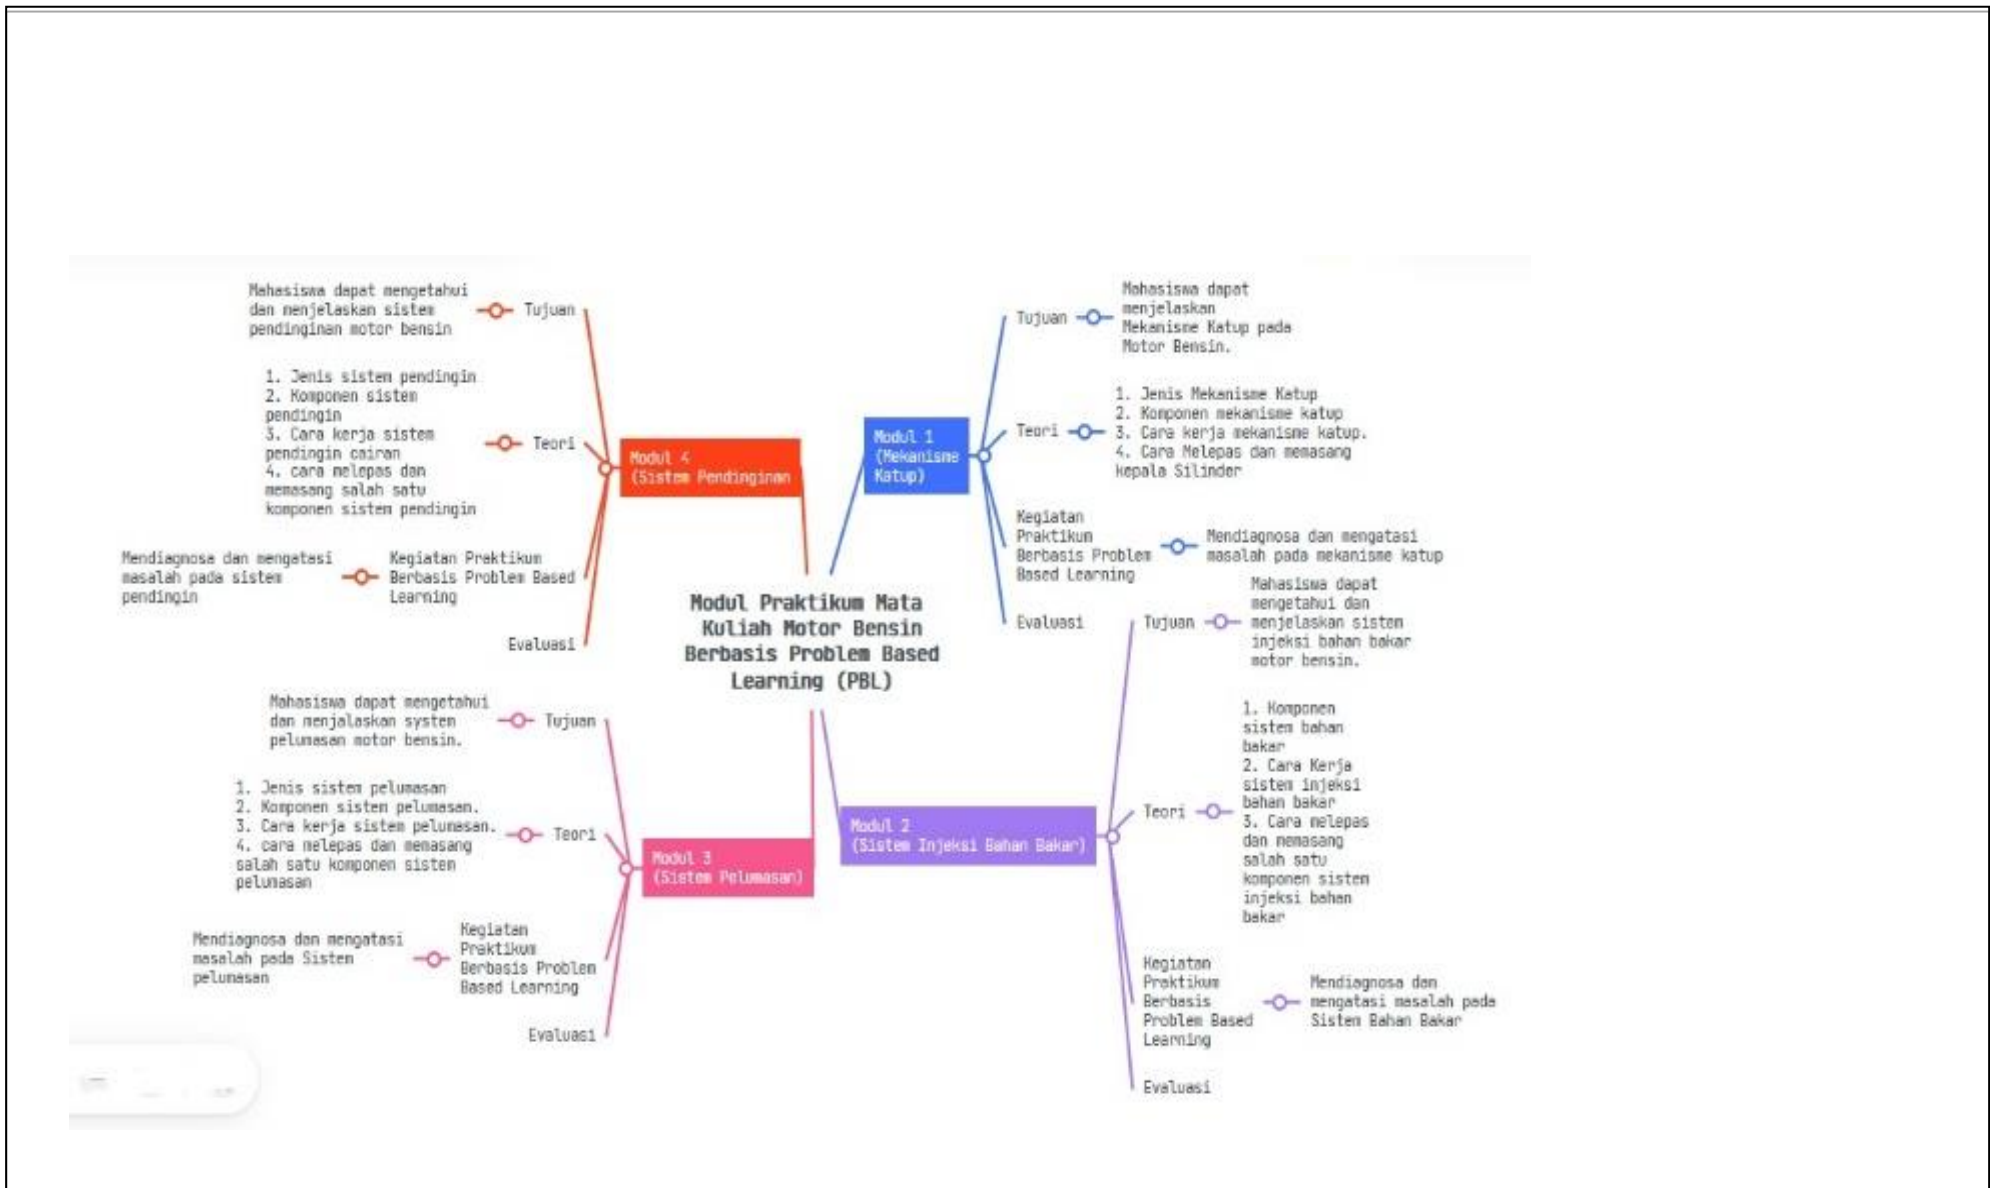 Modul Praktikum Mata
Kuliah Motor Bensin
Berbasis Problem Based
Learning (PBL)
Modul 1
(Mekanisme
Katup)
Tujuan
Mahasiswa dapat
menjelaskan
Mekanisme Katup pada
Motor Bensin.
Teori
1. Jenis Mekanisme Katup
2. Komponen mekanisme katup
3. Cara kerja mekanisme katup.
4. Cara Melepas dan memasang
kepala Silinder
Kegiatan
Praktikum
Berbasis Problem
Based Learning
Mendiagnosa dan mengatasi
masalah pada mekanisme katup
Evaluasi
Modul 2
(Sistem Injeksi Bahan Bakar)
Tujuan
Mahasiswa dapat
mengetahui dan
menjelaskan sistem
injeksi bahan bakar
motor bensin.
Teori
1. Komponen
sistem bahan
bakar
2. Cara Kerja
sistem injeksi
bahan bakar
3. Cara melepas
dan memasang
salah satu
komponen sistem
injeksi bahan
bakar
Kegiatan
Praktikum
Berbasis
Problem Based
Learning
Mendiagnosa dan
mengatasi masalah pada
Sistem Bahan Bakar
Evaluasi
Modul 3
(Sistem Pelumasan)
Tujuan
Mahasiswa dapat mengetahui
dan menjalaskan system
pelumasan motor bensin.
Teori
1. Jenis sistem pelumasan
2. Komponen sistem pelumasan.
3. Cara kerja sistem pelumasan.
4. cara melepas dan memasang
salah satu komponen sistem
pelumasan
Kegiatan
Praktikum
Berbasis Problem
Based Learning
Mendiagnosa dan mengatasi
masalah pada Sistem
pelumasan
Evaluasi
Modul 4
(Sistem Pendinginan
Tujuan
Mahasiswa dapat mengetahui
dan menjelaskan sistem
pendinginan motor bensin
Teori
1. Jenis sistem pendingin
2. Komponen sistem
pendingin
3. Cara kerja sistem
pendingin cairan
4. cara melepas dan
memasang salah satu
komponen sistem pendingin
Kegiatan Praktikum
Berbasis Problem Based
Learning
Mendiagnosa dan mengatasi
masalah pada sistem
pendingin
Evaluasi